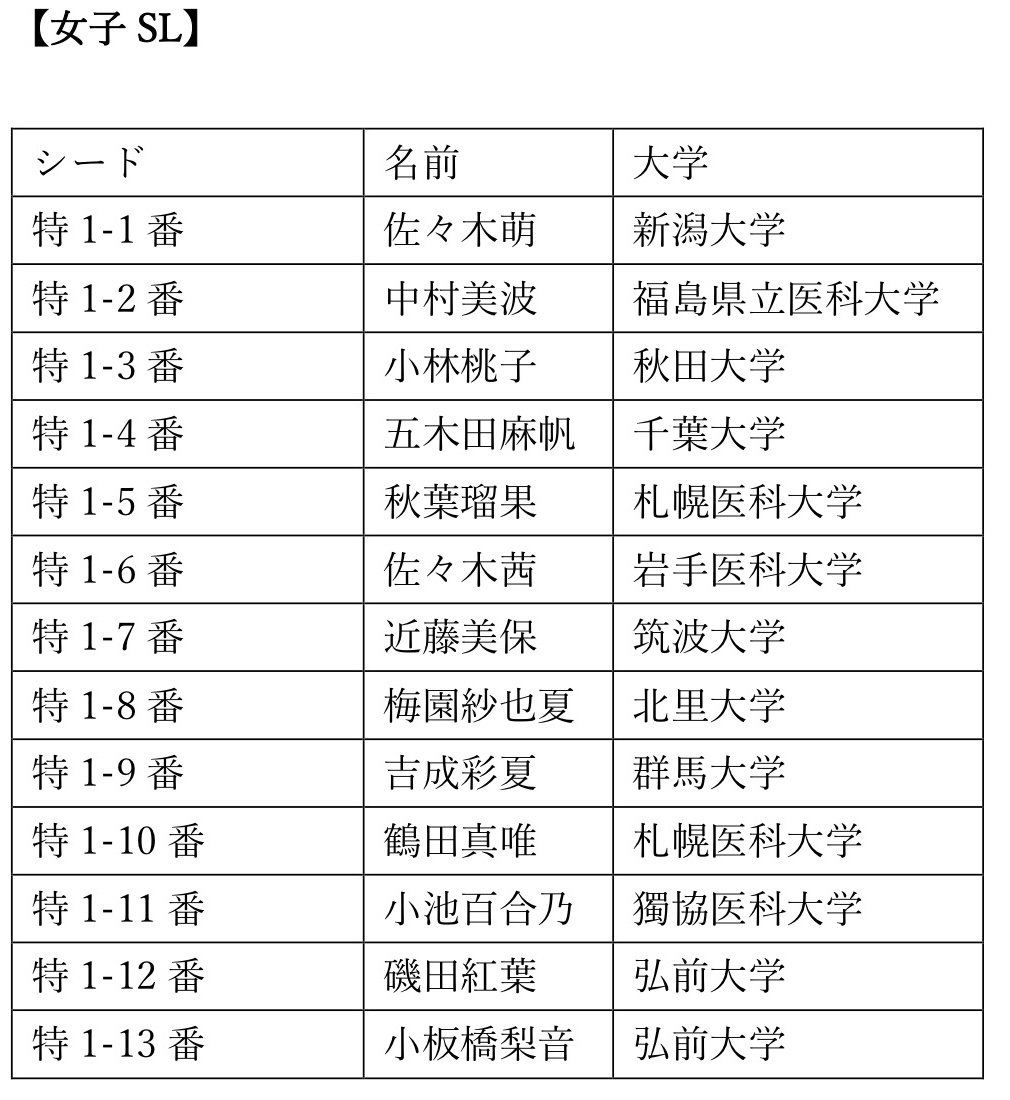 【女子 SL】
シード 名前 大学
特 1-1 番 佐々木萌 新潟大学
特 1-2 番 中村美波 福島県立医科大学
特 1-3 番 小林桃子 秋田大学
特 1-4 番 五木田麻帆 千葉大学
特 1-5 番 秋葉瑠果 札幌医科大学
特 1-6 番 佐々木茜 岩手医科大学
特 1-7 番 近藤美保 筑波大学
特 1-8 番 梅園紗也夏 北里大学
特 1-9 番 吉成彩夏 群馬大学
特 1-10 番 鶴田真唯 札幌医科大学
特 1-11 番 小池百合乃 獨協医科大学
特 1-12 番 磯田紅葉 弘前大学
特 1-13 番 小板橋梨音 弘前大学